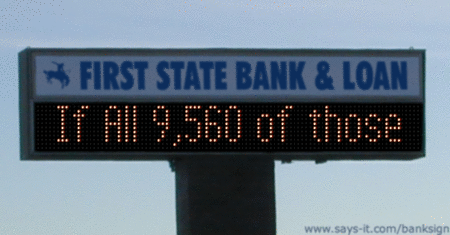 FIRST STATE BANK & LOAN
If All 9,560 of those
www.says-it.com/banksign